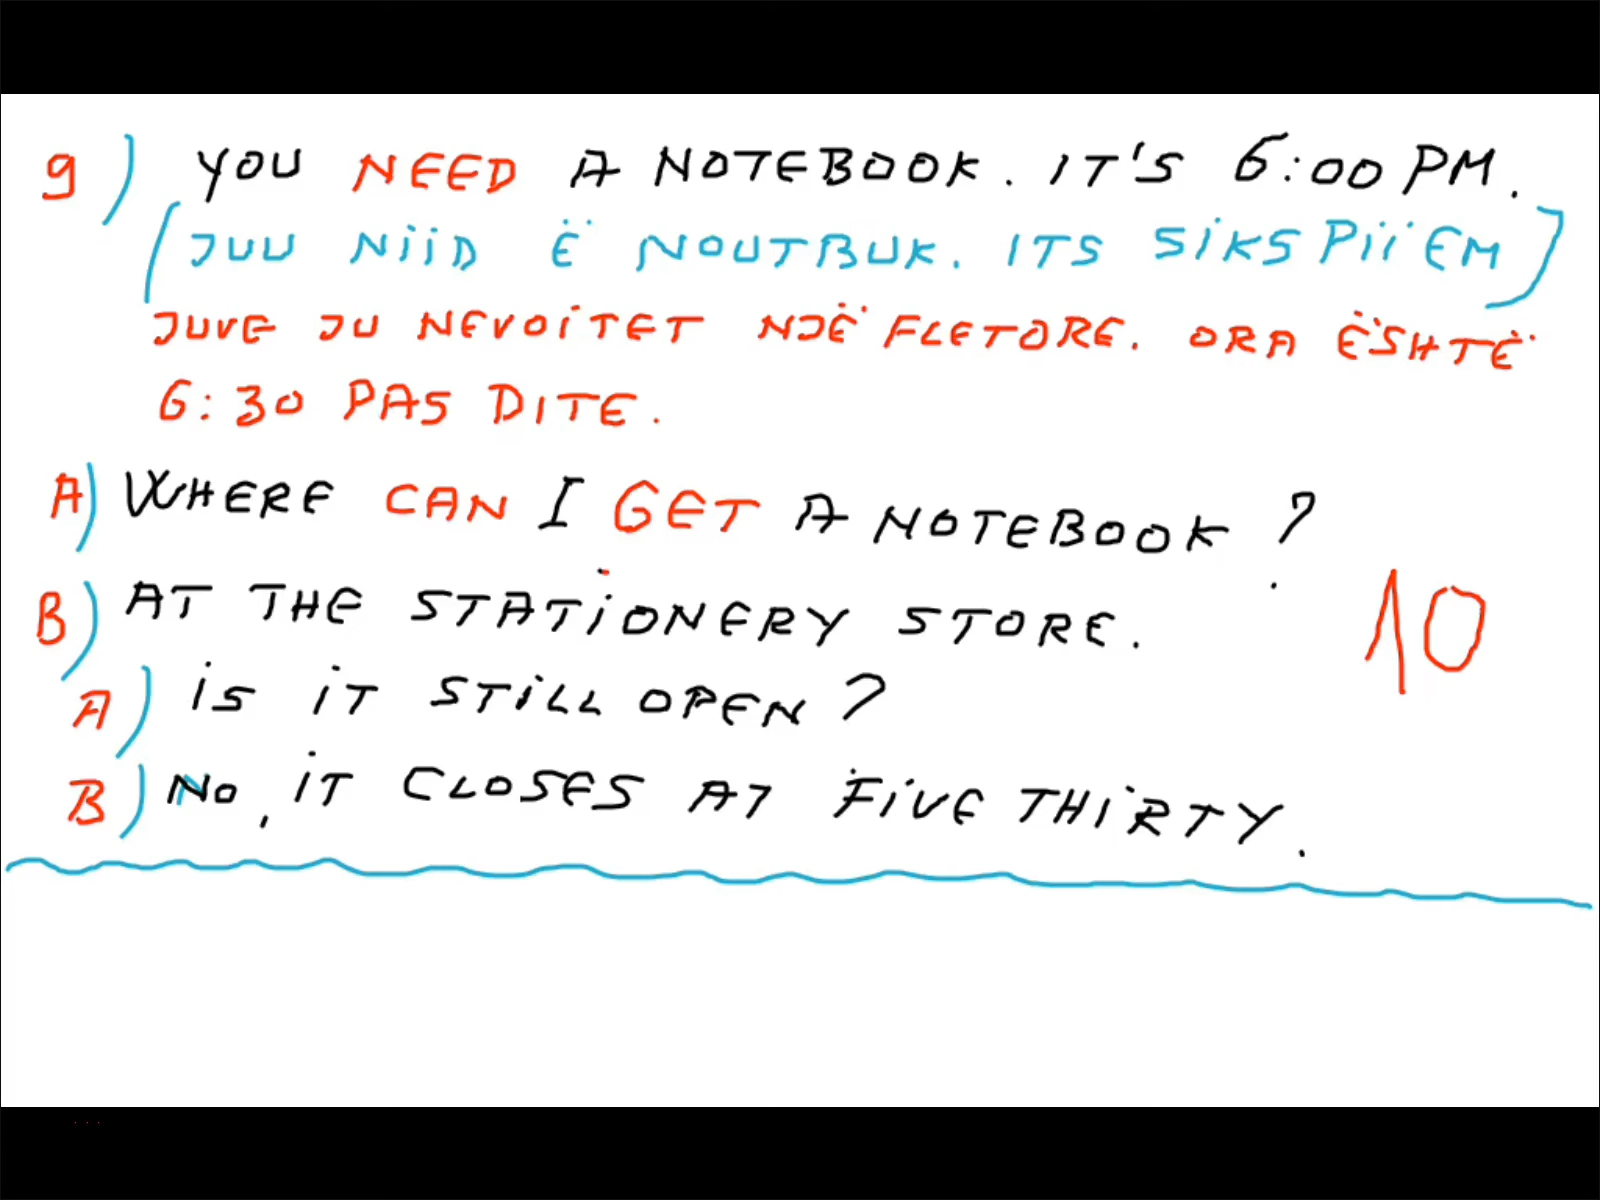 9) YOU NEED A NOTEBOOK. IT'S 6:00 PM.
(JUU NIID Ë NOUTBUK. ITS SIKS PIIEM)
JUVE JU NEVOITET NJË FLETORE. ORA ËSHTË
6:30 PAS DITE.
A) WHERE CAN I GET A NOTEBOOK?
B) AT THE STATIONERY STORE.
10
A) IS IT STILL OPEN?
B) NO, IT CLOSES AT FIVE THIRTY.